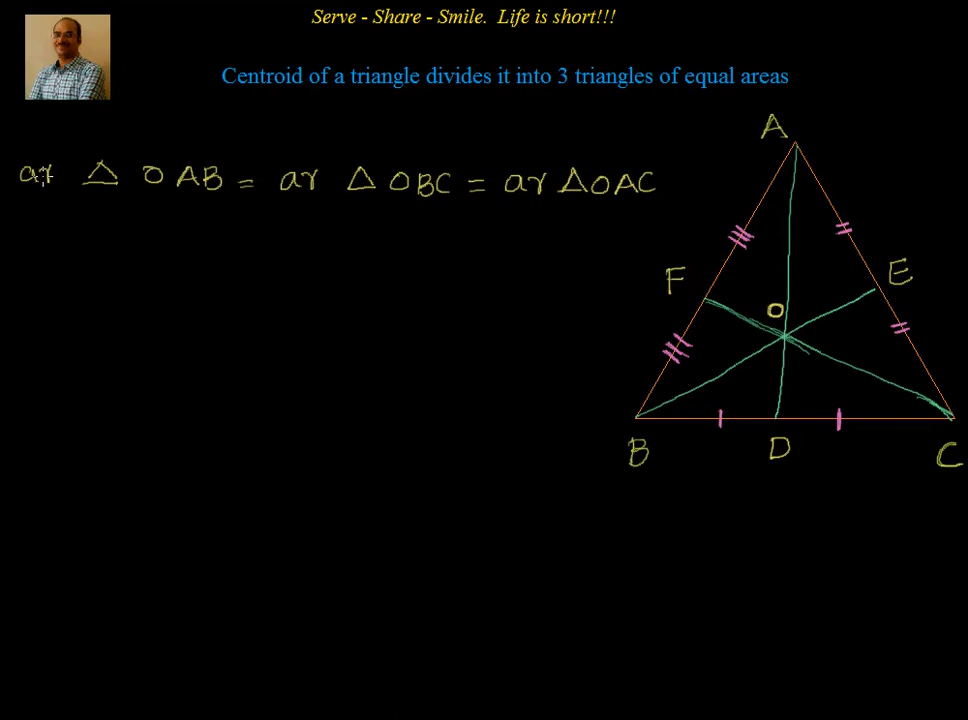 Serve - Share - Smile. Life is short!!!
Centroid of a triangle divides it into 3 triangles of equal areas
A
ar △ OAB = ar △ OBC = ar △ OAC
E
F
O
B
D
C